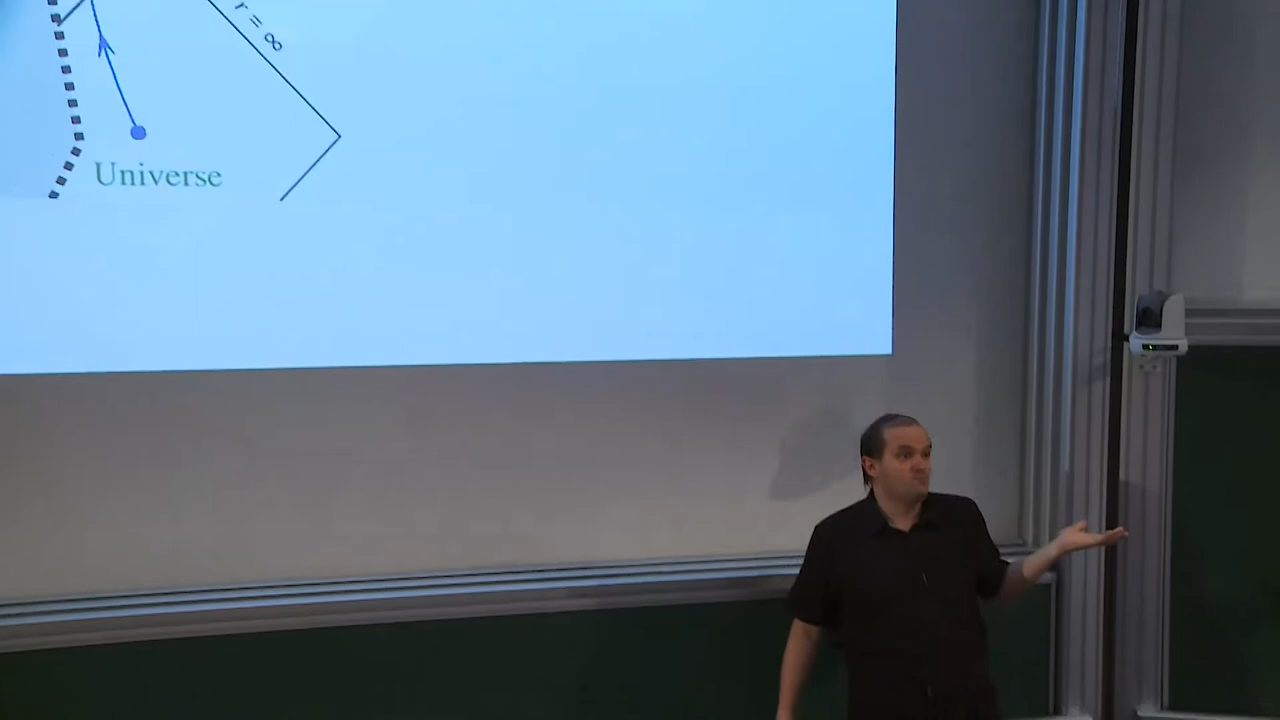 r = ∞
Universe